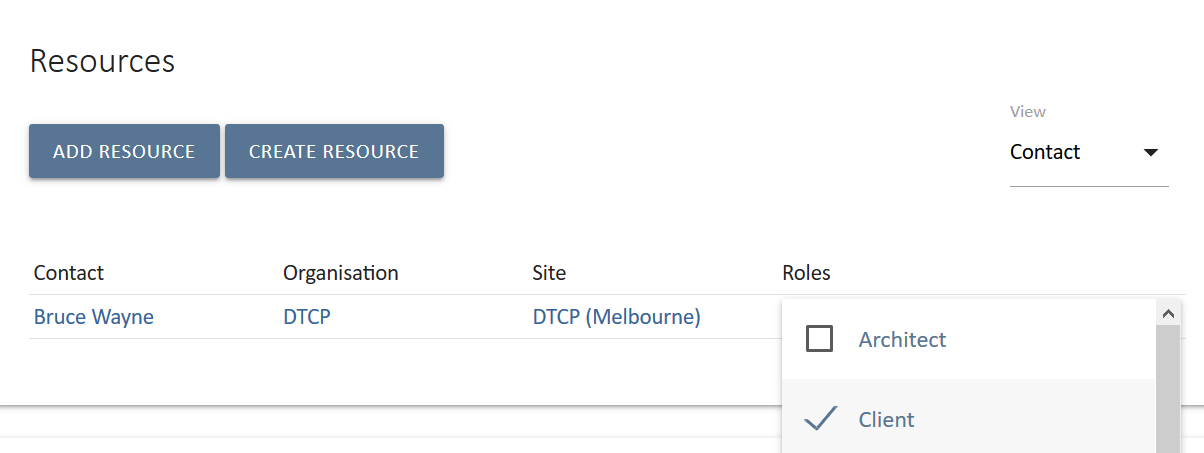 Resources
View
ADD RESOURCE CREATE RESOURCE Contact
Contact Organisation Site Roles
Bruce Wayne DTCP DTCP (Melbourne)
Architect
Client